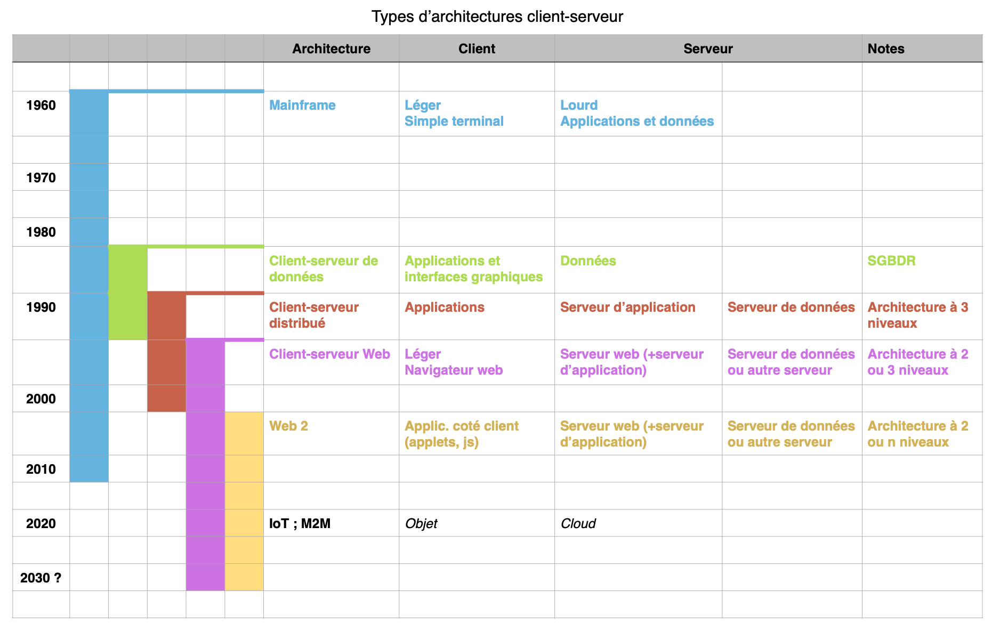 Types d’architectures client-serveur
Architecture Client Serveur Notes
1960 Mainframe Léger Lourd
Simple terminal Applications et données
1970
1980
Client-serveur de Applications et Données SGBDR
données interfaces graphiques
1990 Client-serveur Applications Serveur d’application Serveur de données Architecture à 3
distribué niveaux
Client-serveur Web Léger Serveur web (+serveur Serveur de données Architecture à 2
Navigateur web d’application) ou autre serveur ou 3 niveaux
2000
Web 2 Applic. coté client Serveur web (+serveur Serveur de données Architecture à 2
(applets, js) d’application) ou autre serveur ou n niveaux
2010
2020 IoT ; M2M Objet Cloud
2030 ?